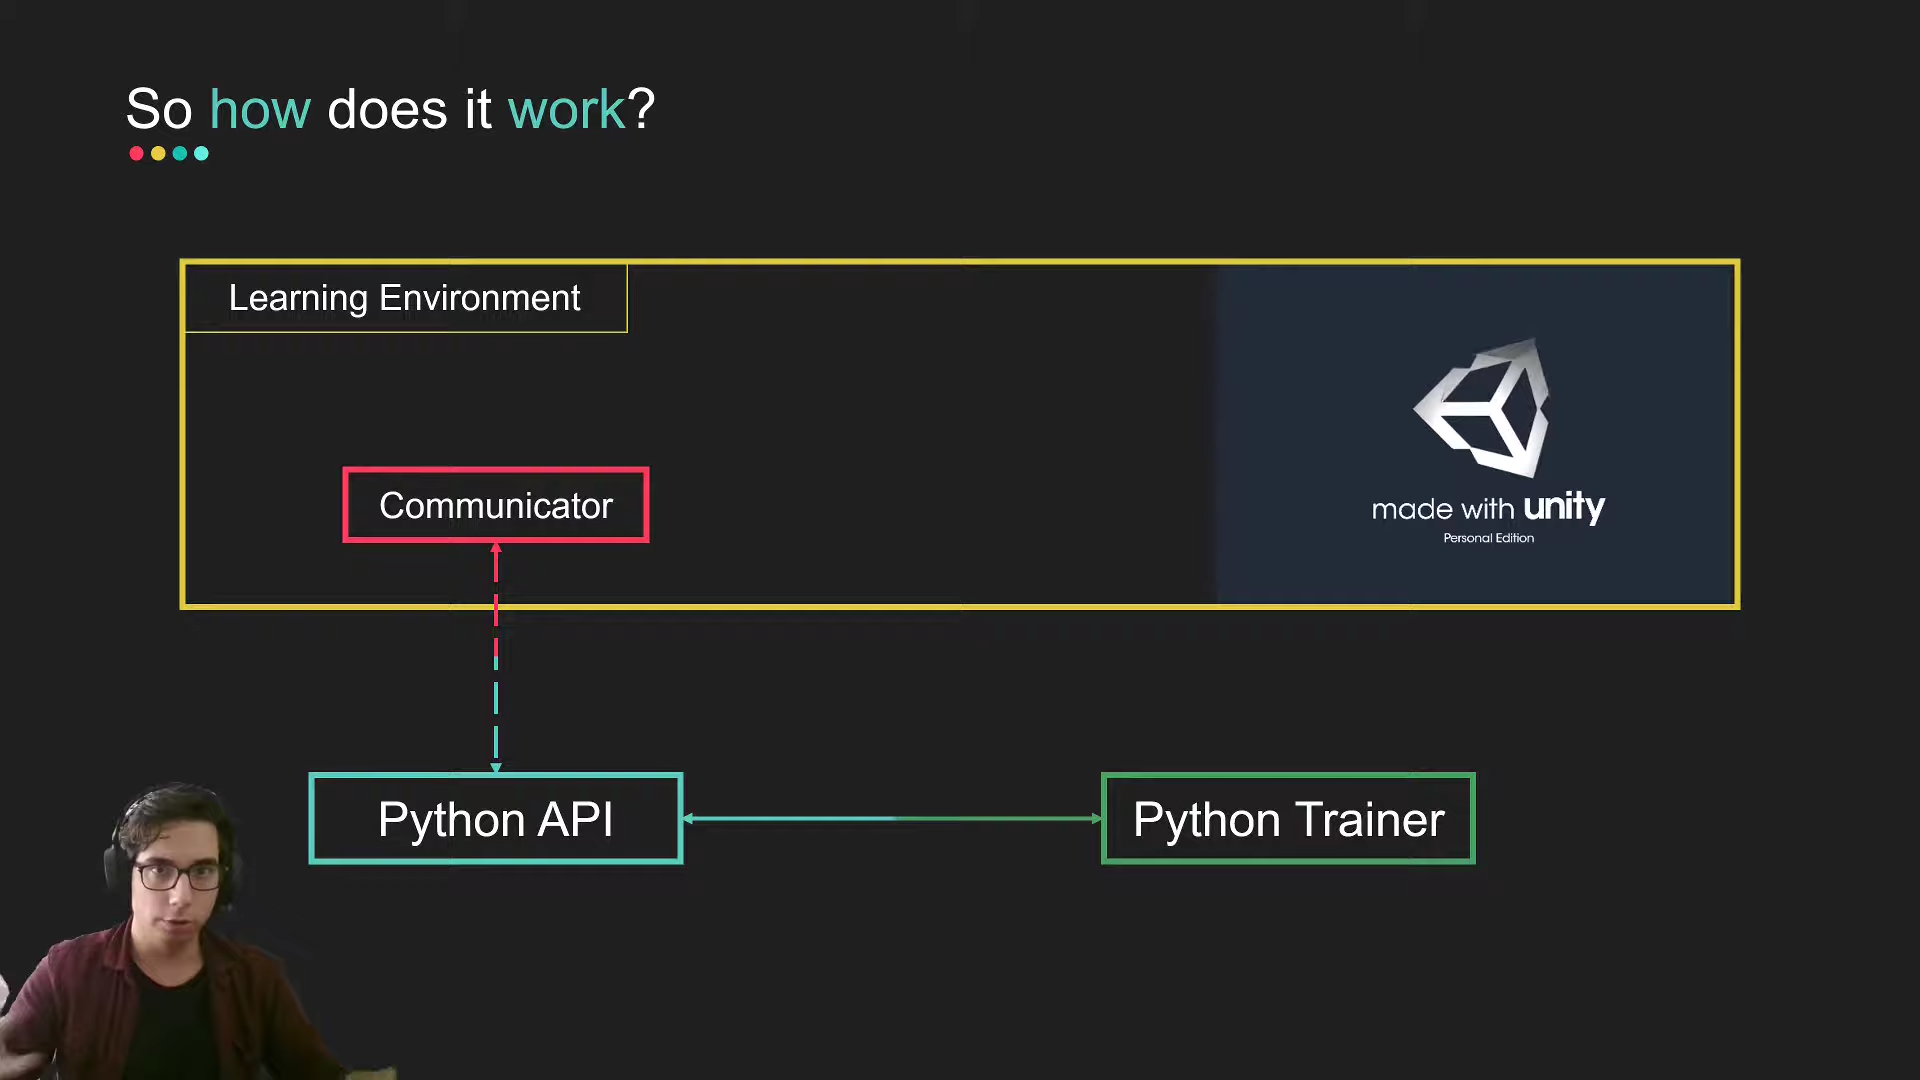 So how does it work?
Learning Environment
Communicator
made with unity
Personal Edition
Python API
Python Trainer